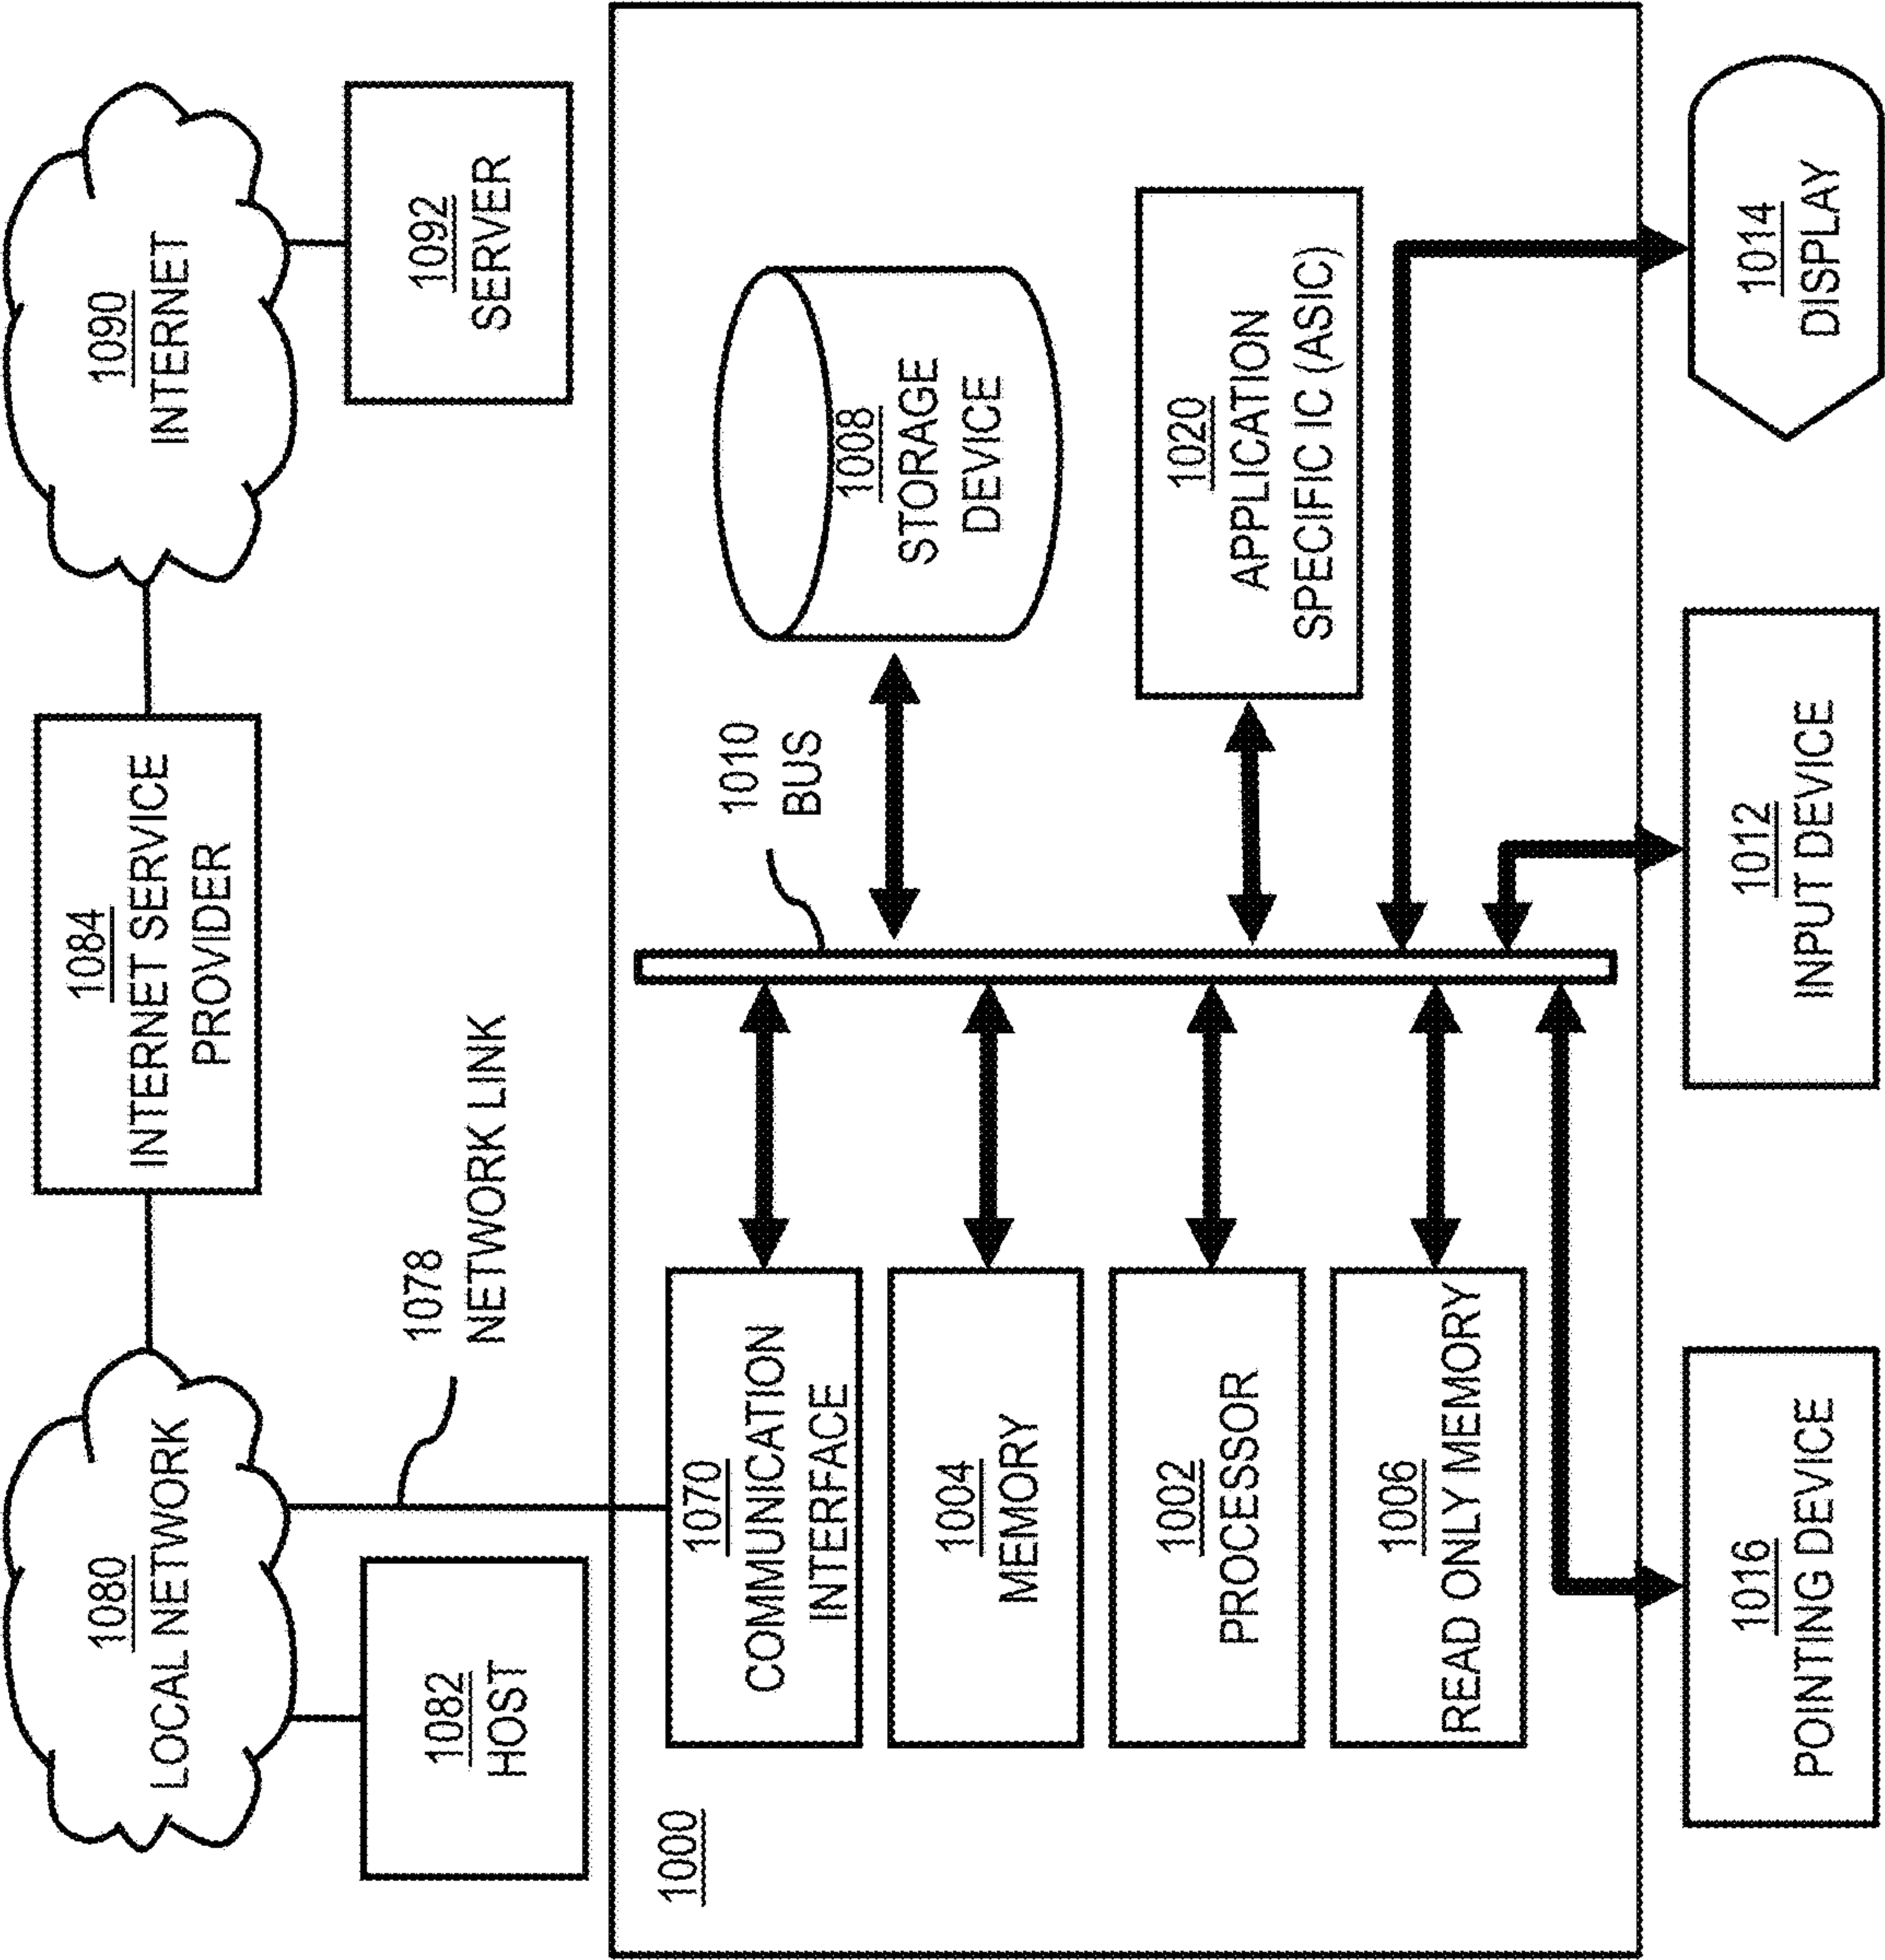 1080
LOCAL NETWORK
1084
INTERNET SERVICE
PROVIDER
1090
INTERNET
1082
HOST
1078
NETWORK LINK
1092
SERVER
1000
1070
COMMUNICATION
INTERFACE
1010
BUS
1008
STORAGE
DEVICE
1004
MEMORY
1002
PROCESSOR
1020
APPLICATION
SPECIFIC IC (ASIC)
1006
READ ONLY MEMORY
1016
POINTING DEVICE
1012
INPUT DEVICE
1014
DISPLAY